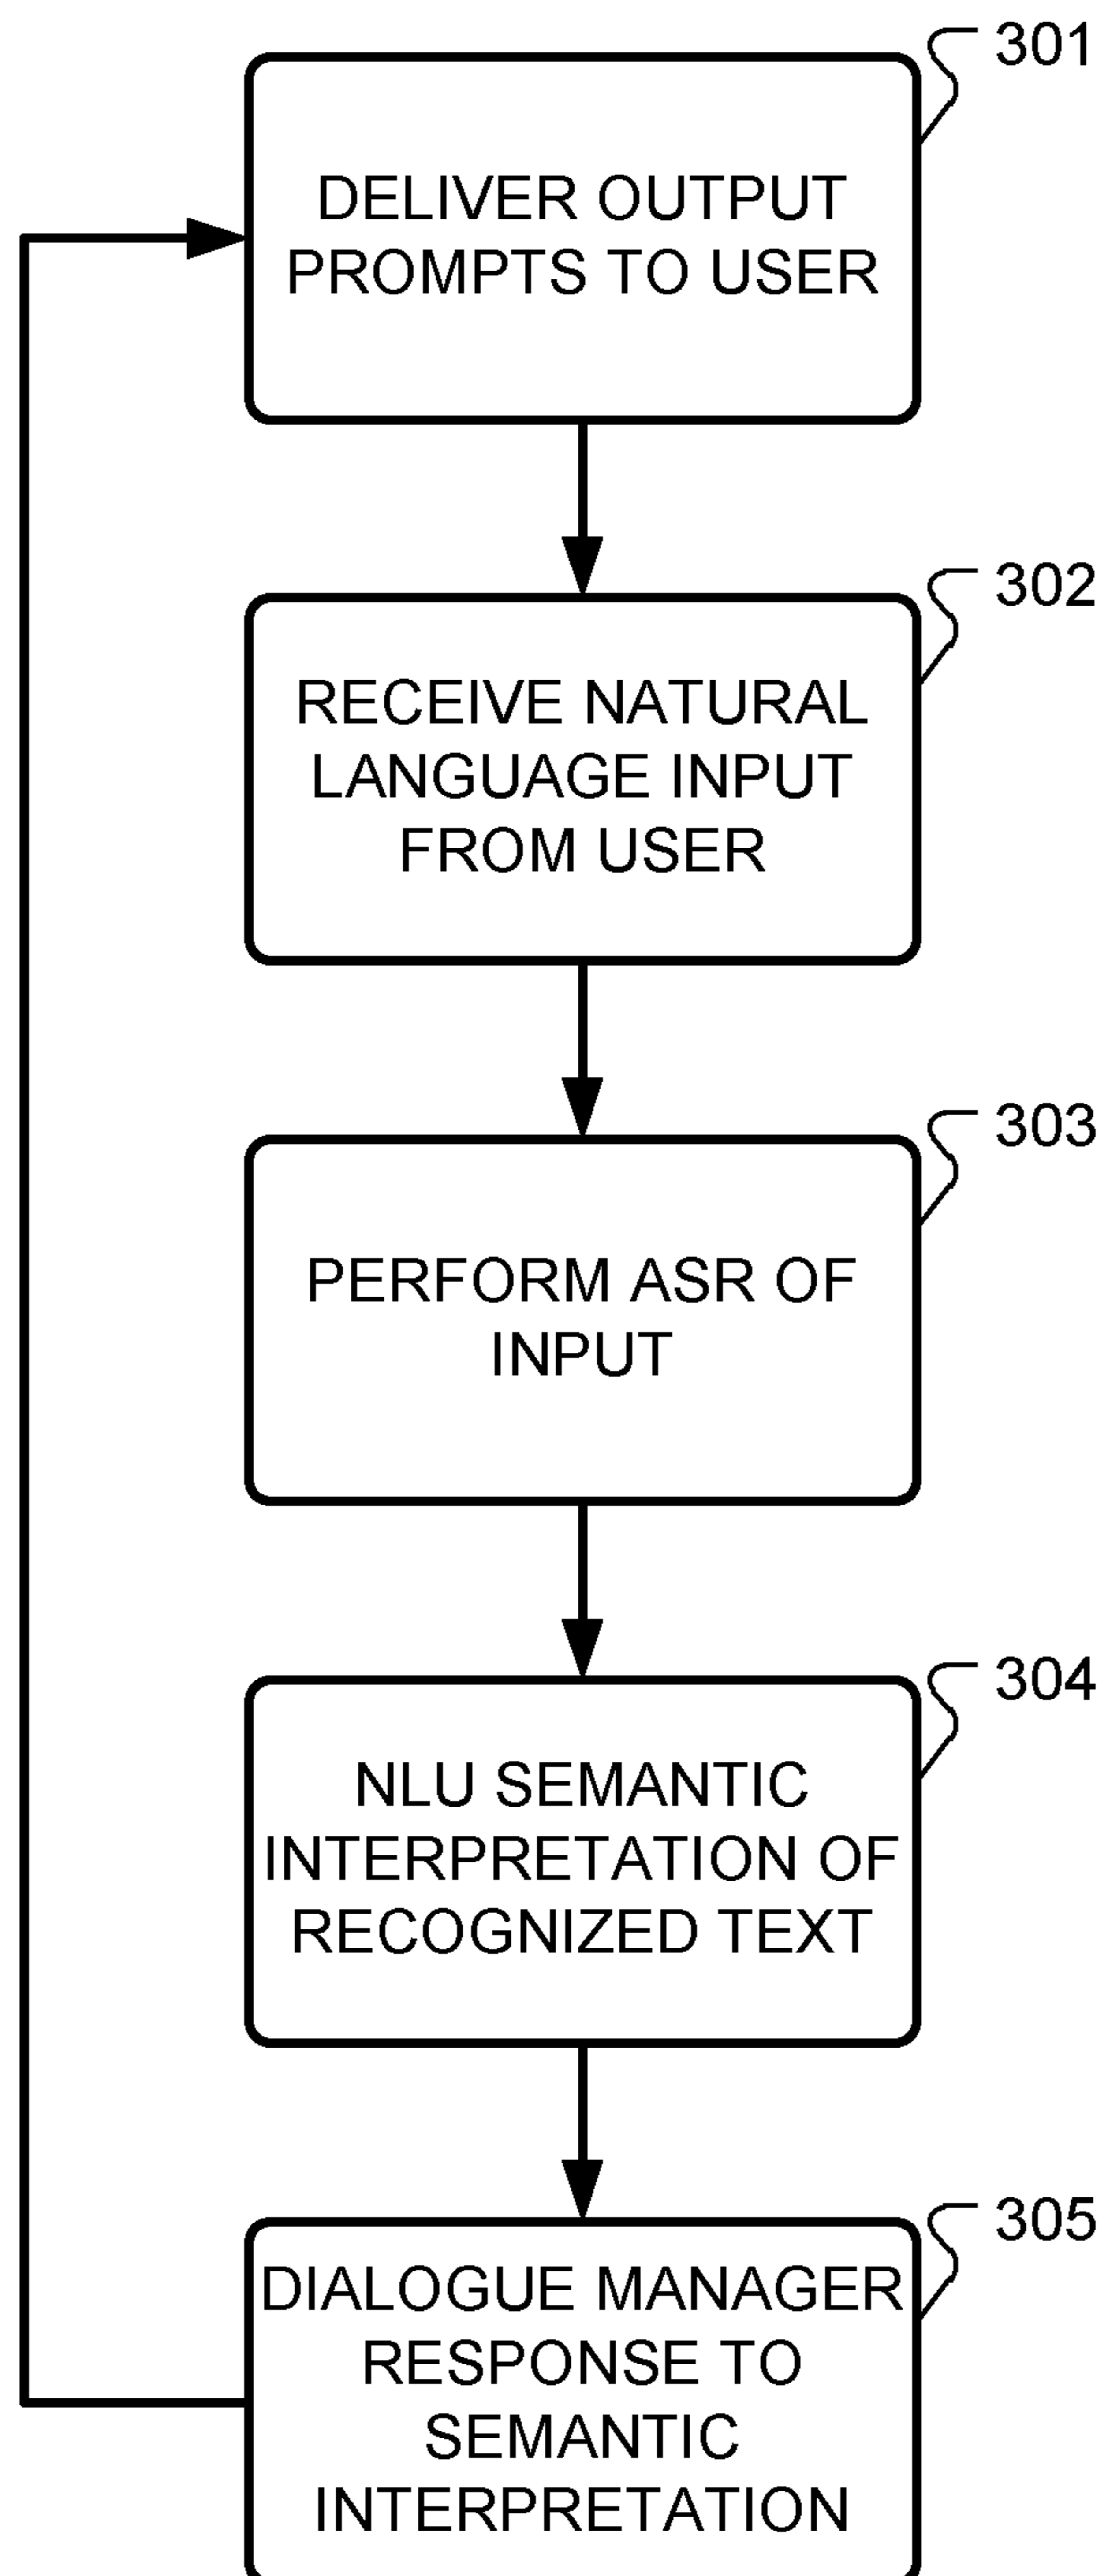 301
DELIVER OUTPUT
PROMPTS TO USER
302
RECEIVE NATURAL
LANGUAGE INPUT
FROM USER
303
PERFORM ASR OF
INPUT
304
NLU SEMANTIC
INTERPRETATION OF
RECOGNIZED TEXT
305
DIALOGUE MANAGER
RESPONSE TO
SEMANTIC
INTERPRETATION